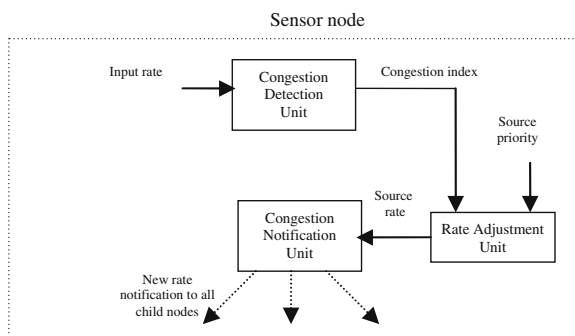 Sensor node
Input rate
Congestion
Detection
Unit
Congestion index
Source
priority
Source
rate
Congestion
Notification
Unit
Rate Adjustment
Unit
New rate
notification to all
child nodes